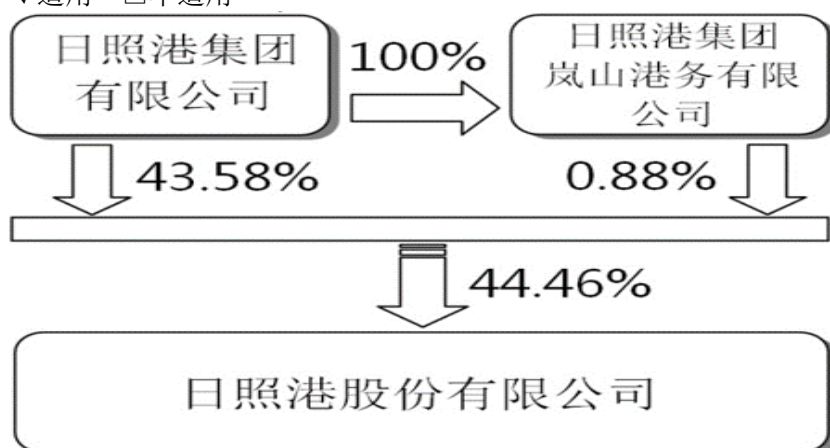 日照港集团
有限公司
100%
日照港集团
岚山港务有限
公司
43.58%
0.88%
44.46%
日照港股份有限公司